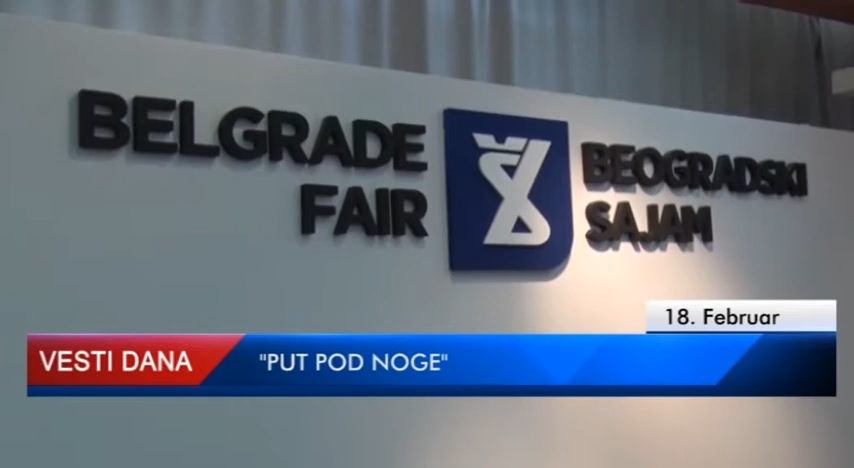 BELGRADE
FAIR
BEOGRADSKI
SAJAM
18. Februar
VESTI DANA
"PUT POD NOGE"